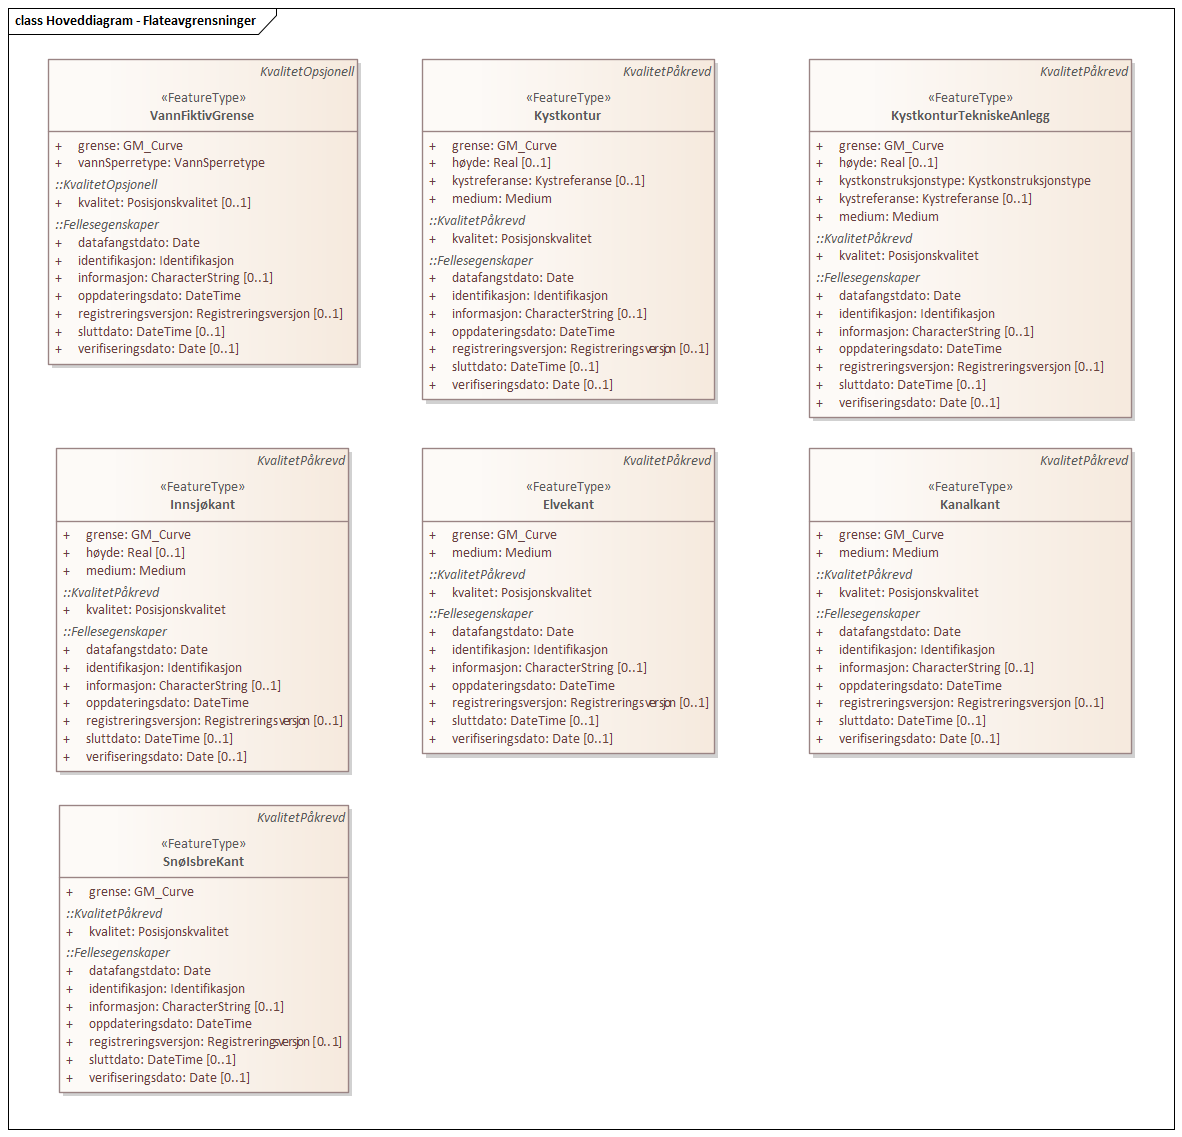 class Hoveddiagram - Flateavgrensninger
KvalitetOpsjonell
«FeatureType»
VannFiktivGrense
+ grense: GM_Curve
+ vannSperretype: VannSperretype
::KvalitetOpsjonell
+ kvalitet: Posisjonskvalitet [0..1]
::Fellesegenskaper
+ datafangstdato: Date
+ identifikasjon: Identifikasjon
+ informasjon: CharacterString [0..1]
+ oppdateringsdato: DateTime
+ registreringsversjon: Registreringsversjon [0..1]
+ sluttdato: DateTime [0..1]
+ verifiseringsdato: Date [0..1]
KvalitetPåkrevd
«FeatureType»
Kystkontur
+ grense: GM_Curve
+ høyde: Real [0..1]
+ kystreferanse: Kystreferanse [0..1]
+ medium: Medium
::KvalitetPåkrevd
+ kvalitet: Posisjonskvalitet
::Fellesegenskaper
+ datafangstdato: Date
+ identifikasjon: Identifikasjon
+ informasjon: CharacterString [0..1]
+ oppdateringsdato: DateTime
+ registreringsversjon: Registreringsversjon [0..1]
+ sluttdato: DateTime [0..1]
+ verifiseringsdato: Date [0..1]
KvalitetPåkrevd
«FeatureType»
KystkonturTekniskeAnlegg
+ grense: GM_Curve
+ høyde: Real [0..1]
+ kystkonstruksjonstype: Kystkonstruksjonstype
+ kystreferanse: Kystreferanse [0..1]
+ medium: Medium
::KvalitetPåkrevd
+ kvalitet: Posisjonskvalitet
::Fellesegenskaper
+ datafangstdato: Date
+ identifikasjon: Identifikasjon
+ informasjon: CharacterString [0..1]
+ oppdateringsdato: DateTime
+ registreringsversjon: Registreringsversjon [0..1]
+ sluttdato: DateTime [0..1]
+ verifiseringsdato: Date [0..1]
KvalitetPåkrevd
«FeatureType»
Innsjøkant
+ grense: GM_Curve
+ høyde: Real [0..1]
+ medium: Medium
::KvalitetPåkrevd
+ kvalitet: Posisjonskvalitet
::Fellesegenskaper
+ datafangstdato: Date
+ identifikasjon: Identifikasjon
+ informasjon: CharacterString [0..1]
+ oppdateringsdato: DateTime
+ registreringsversjon: Registreringsversjon [0..1]
+ sluttdato: DateTime [0..1]
+ verifiseringsdato: Date [0..1]
KvalitetPåkrevd
«FeatureType»
Elvekant
+ grense: GM_Curve
+ medium: Medium
::KvalitetPåkrevd
+ kvalitet: Posisjonskvalitet
::Fellesegenskaper
+ datafangstdato: Date
+ identifikasjon: Identifikasjon
+ informasjon: CharacterString [0..1]
+ oppdateringsdato: DateTime
+ registreringsversjon: Registreringsversjon [0..1]
+ sluttdato: DateTime [0..1]
+ verifiseringsdato: Date [0..1]
KvalitetPåkrevd
«FeatureType»
Kanalkant
+ grense: GM_Curve
+ medium: Medium
::KvalitetPåkrevd
+ kvalitet: Posisjonskvalitet
::Fellesegenskaper
+ datafangstdato: Date
+ identifikasjon: Identifikasjon
+ informasjon: CharacterString [0..1]
+ oppdateringsdato: DateTime
+ registreringsversjon: Registreringsversjon [0..1]
+ sluttdato: DateTime [0..1]
+ verifiseringsdato: Date [0..1]
KvalitetPåkrevd
«FeatureType»
SnøIsbreKant
+ grense: GM_Curve
::KvalitetPåkrevd
+ kvalitet: Posisjonskvalitet
::Fellesegenskaper
+ datafangstdato: Date
+ identifikasjon: Identifikasjon
+ informasjon: CharacterString [0..1]
+ oppdateringsdato: DateTime
+ registreringsversjon: Registreringsversjon [0..1]
+ sluttdato: DateTime [0..1]
+ verifiseringsdato: Date [0..1]